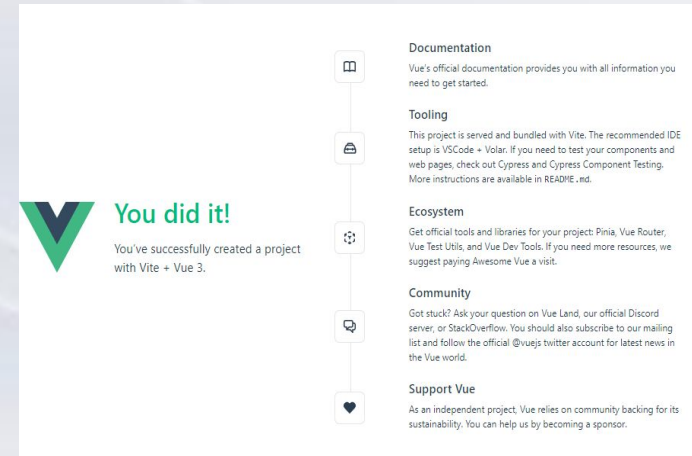 You did it!
You've successfully created a project
with Vite + Vue 3.
Documentation
Vue's official documentation provides you with all information you
need to get started.
Tooling
This project is served and bundled with Vite. The recommended IDE
setup is VSCode + Volar. If you need to test your components and
web pages, check out Cypress and Cypress Component Testing.
More instructions are available in README.md.
Ecosystem
Get official tools and libraries for your project: Pinia, Vue Router,
Vue Test Utils, and Vue Dev Tools. If you need more resources, we
suggest paying Awesome Vue a visit.
Community
Got stuck? Ask your question on Vue Land, our official Discord
server, or StackOverflow. You should also subscribe to our mailing
list and follow the official @vuejs twitter account for latest news in
the Vue world.
Support Vue
As an independent project, Vue relies on community backing for its
sustainability. You can help us by becoming a sponsor.